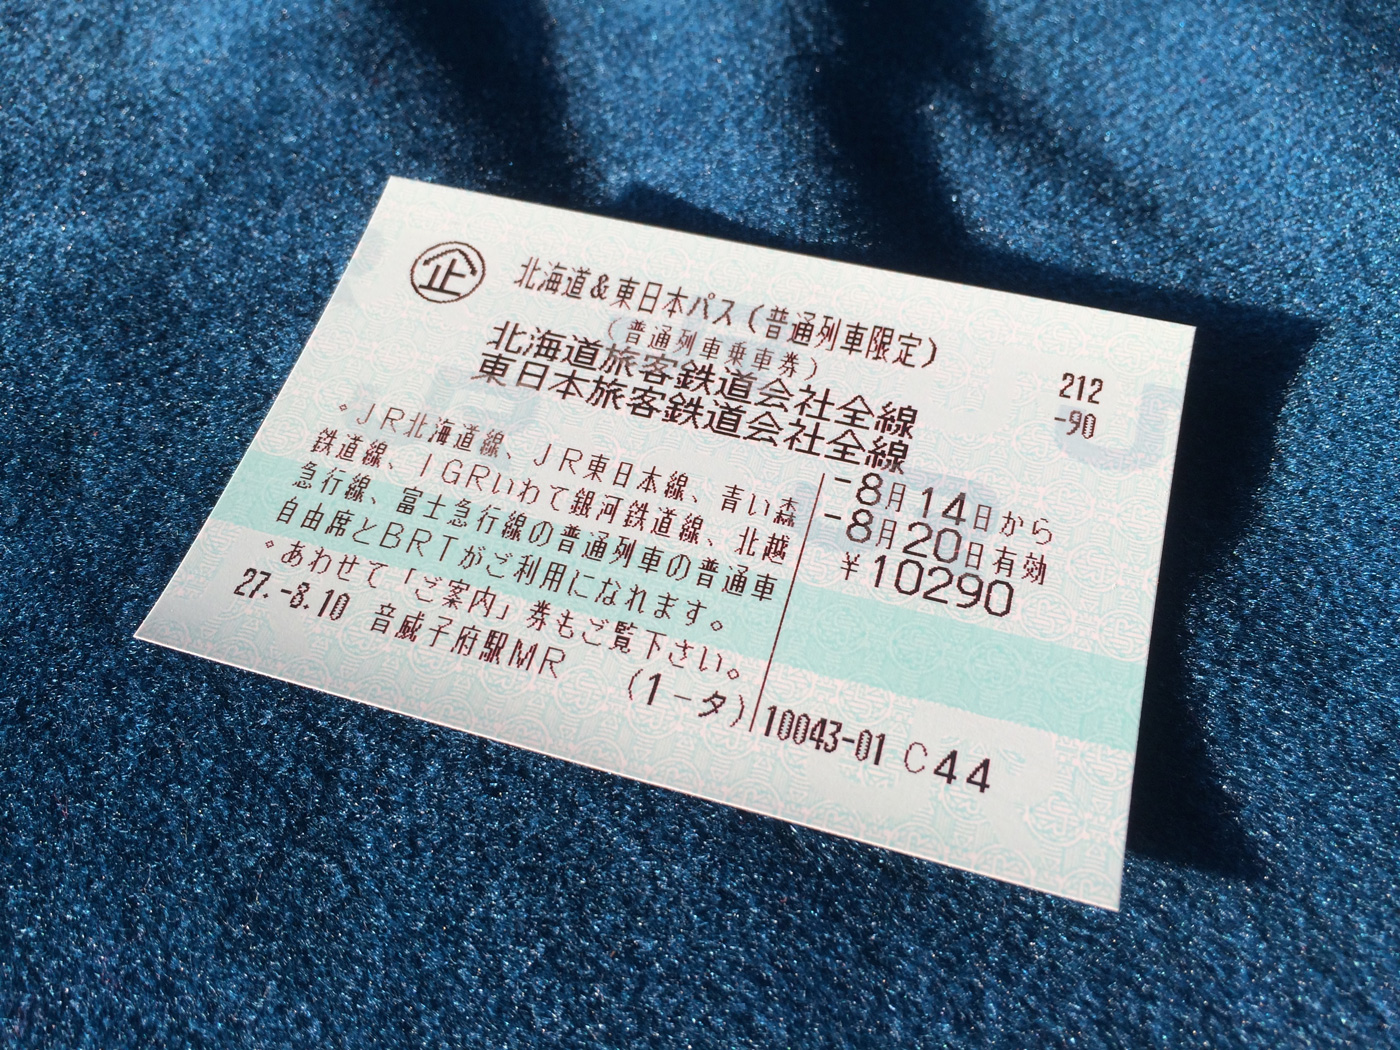 企 北海道&東日本パス(普通列車限定)
(普通列車乗車券)
北海道旅客鉄道会社全線
東日本旅客鉄道会社全線
212
-90
。JR北海道線、JR東日本線、青い森
鉄道線、IGRいわて銀河鉄道線、北越
急行線、富士急行線の普通列車の普通車
自由席とBRTがご利用になれます。
。あわせて「ご案内」券もご覧下さい。
-8月14日から
-8月20日有効
¥10290
27.-8.10 音威子府駅MR (1-タ) 10043-01 C44